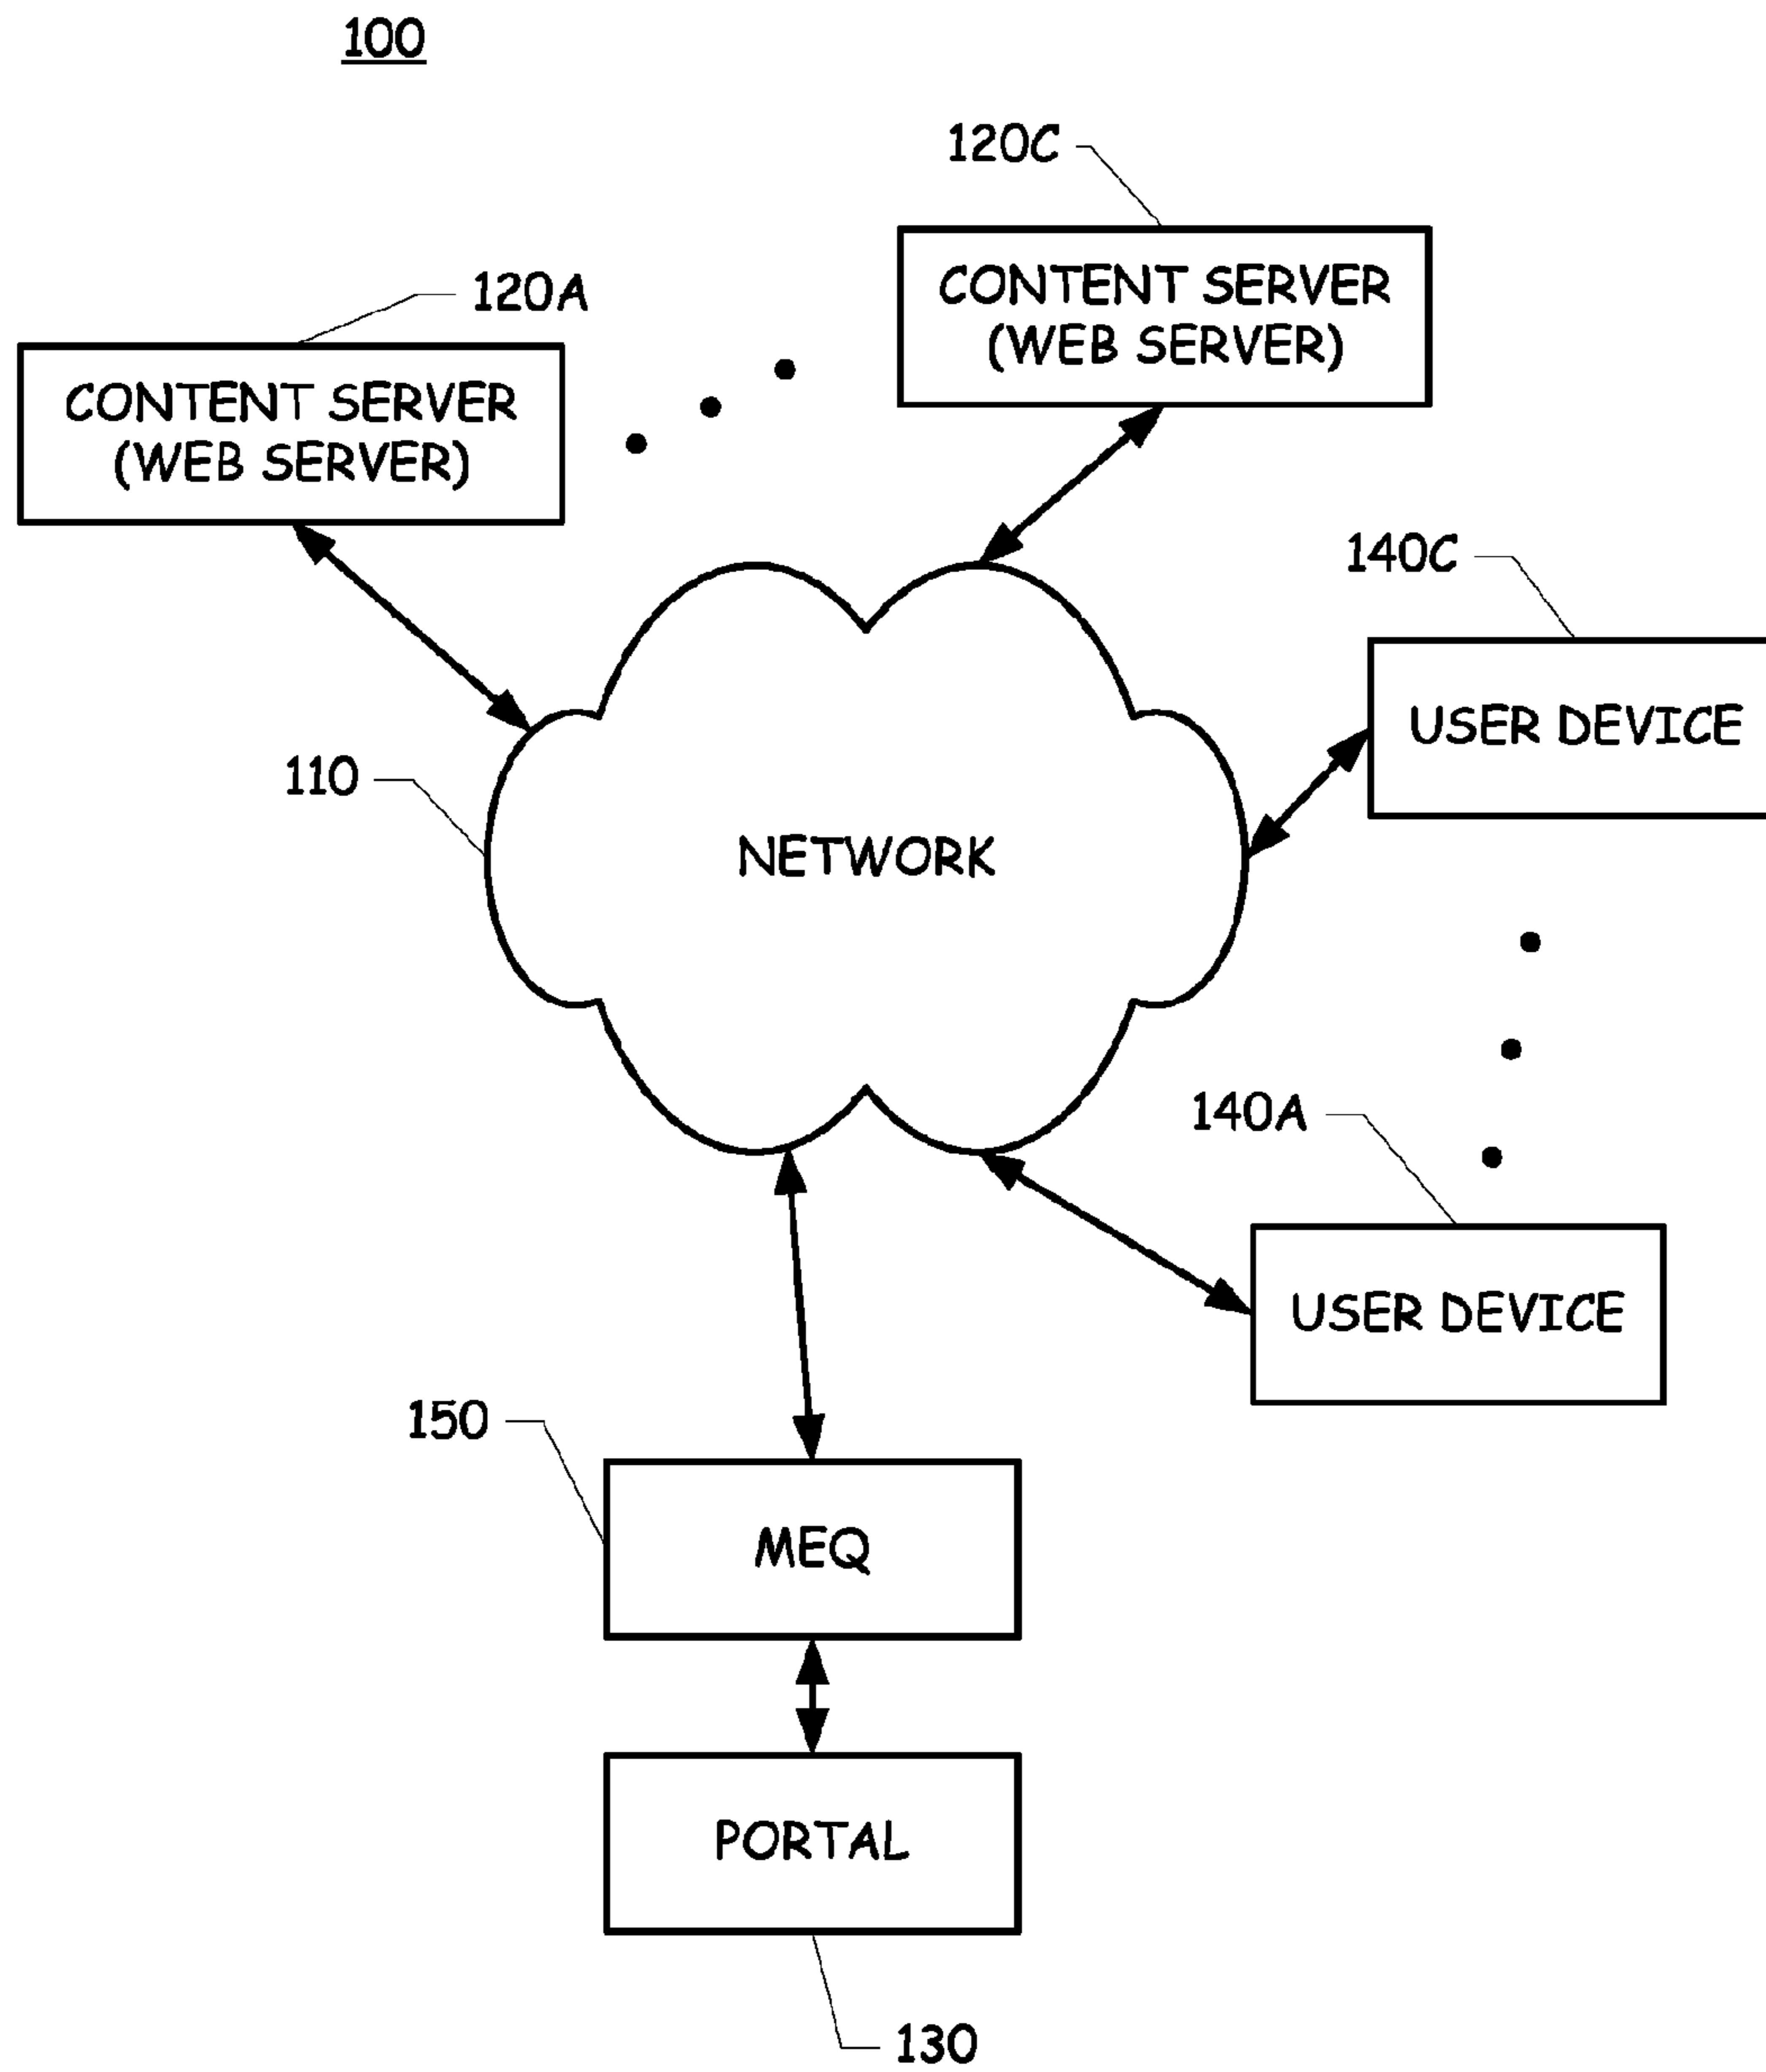 100
120C
CONTENT SERVER
(WEB SERVER)
120A
CONTENT SERVER
(WEB SERVER)
140C
USER DEVICE
110
NETWORK
140A
USER DEVICE
150
MEQ
PORTAL
130